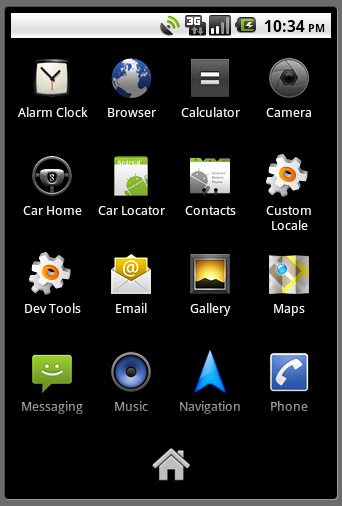 3G 10:34 PM
Alarm Clock Browser Calculator Camera
Car Home Car Locator Contacts Custom
Locale
Dev Tools Email Gallery Maps
Messaging Music Navigation Phone